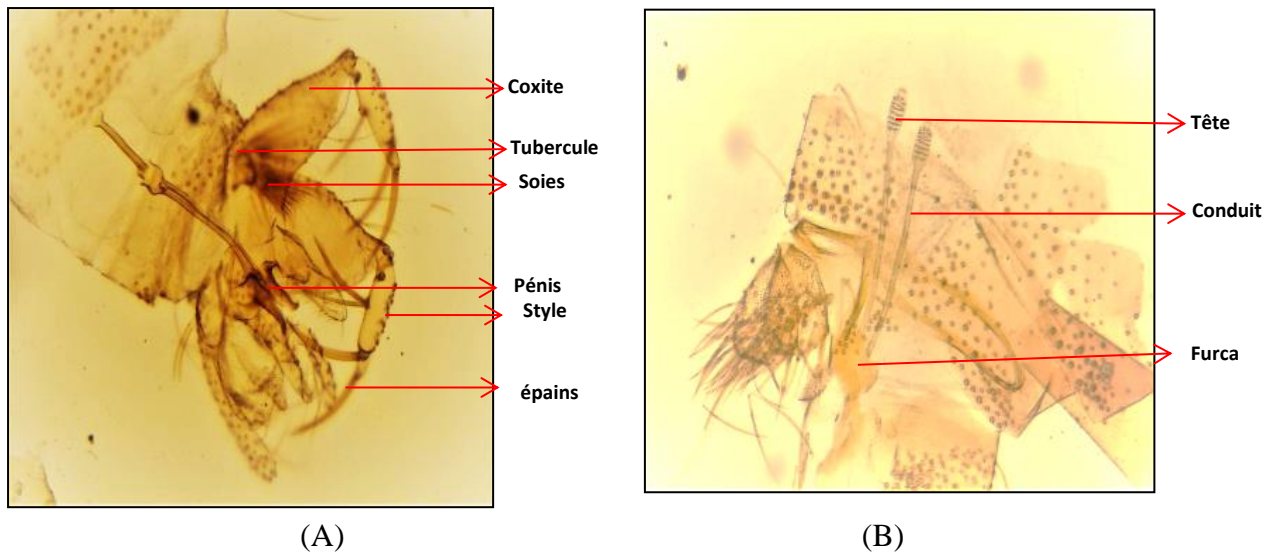 Coxite
Tubercule
Soies
Pénis
Style
épains
(A)
Tête
Conduit
Furca
(B)